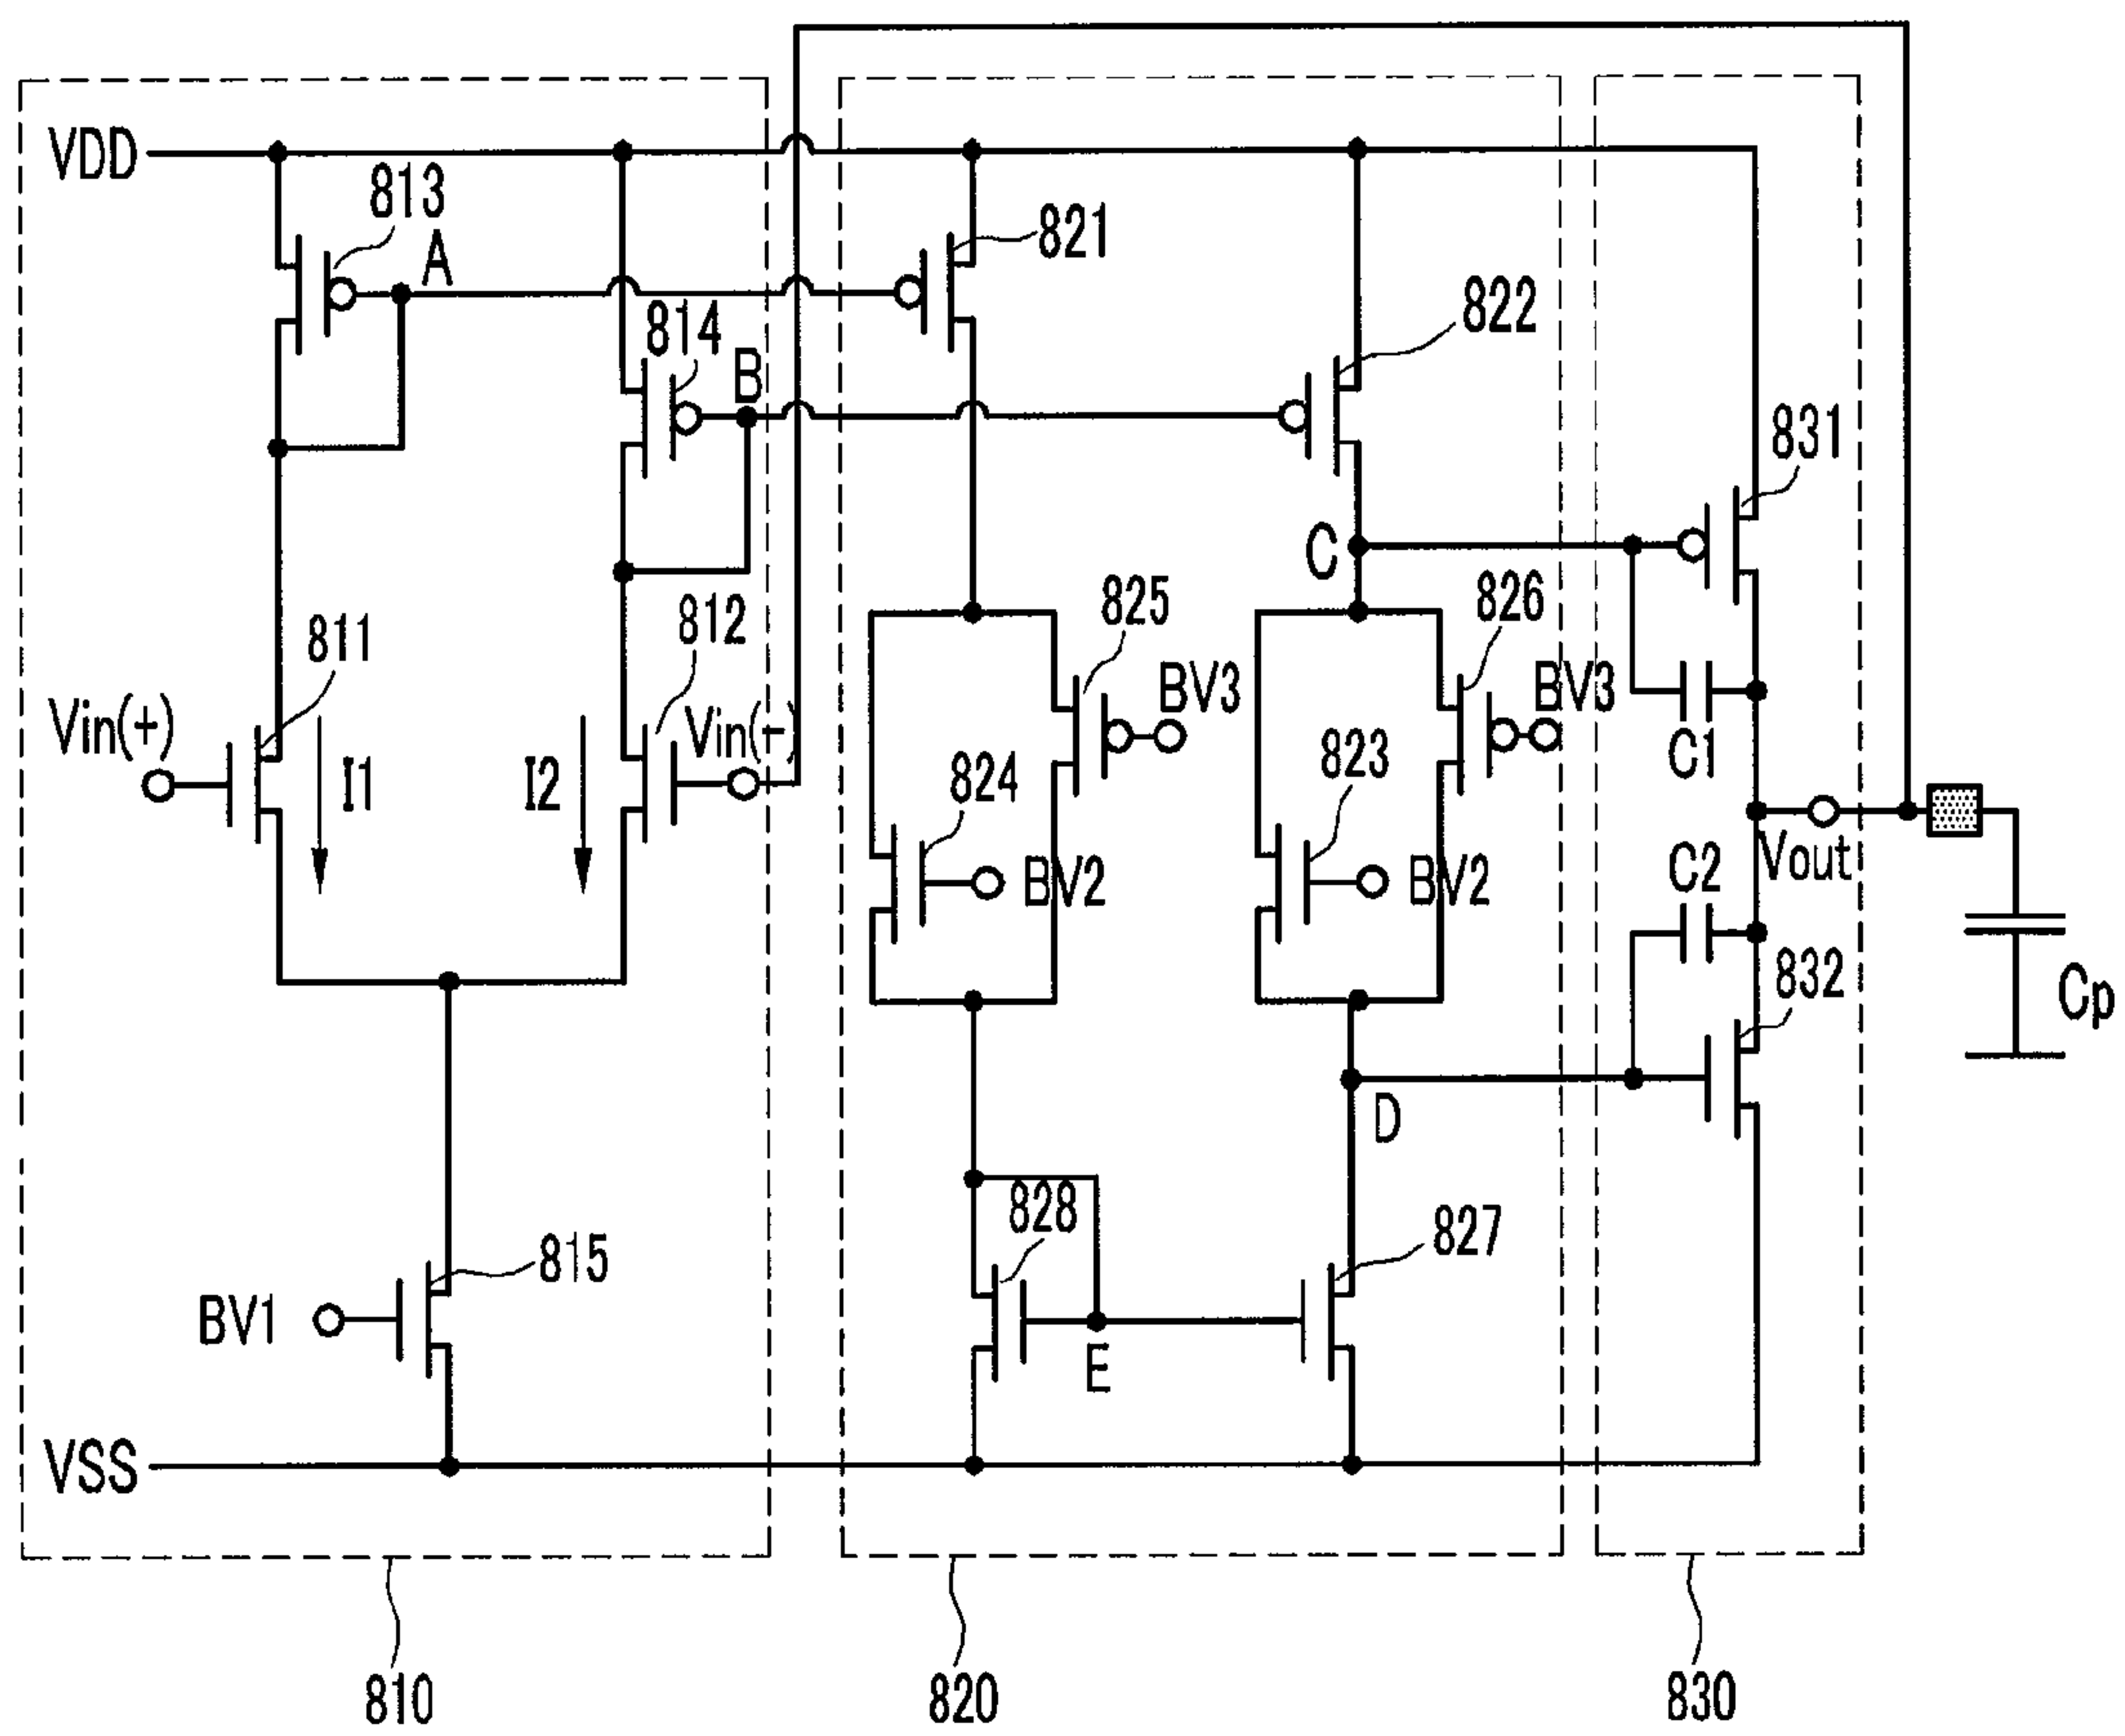 VDD
813
A
821
822
814
B
831
C
825
826
811
812
BV3
BV3
Vin(+)
Vin(-)
C1
I1
I2
824
823
BV2
BV2
C2
Vout
832
Cp
D
828
827
815
BV1
E
VSS
810
820
830